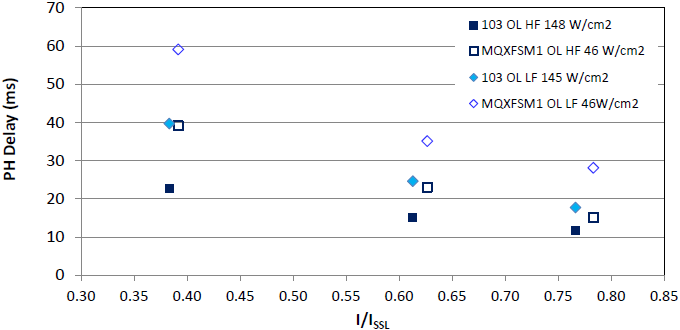 70
60
50
40
30
20
10
0
PH Delay (ms)
103 OL HF 148 W/cm2
MQXFSM1 OL HF 46 W/cm2
103 OL LF 145 W/cm2
MQXFSM1 OL LF 46W/cm2
0.30 0.35 0.40 0.45 0.50 0.55 0.60 0.65 0.70 0.75 0.80 0.85
I/ISSL